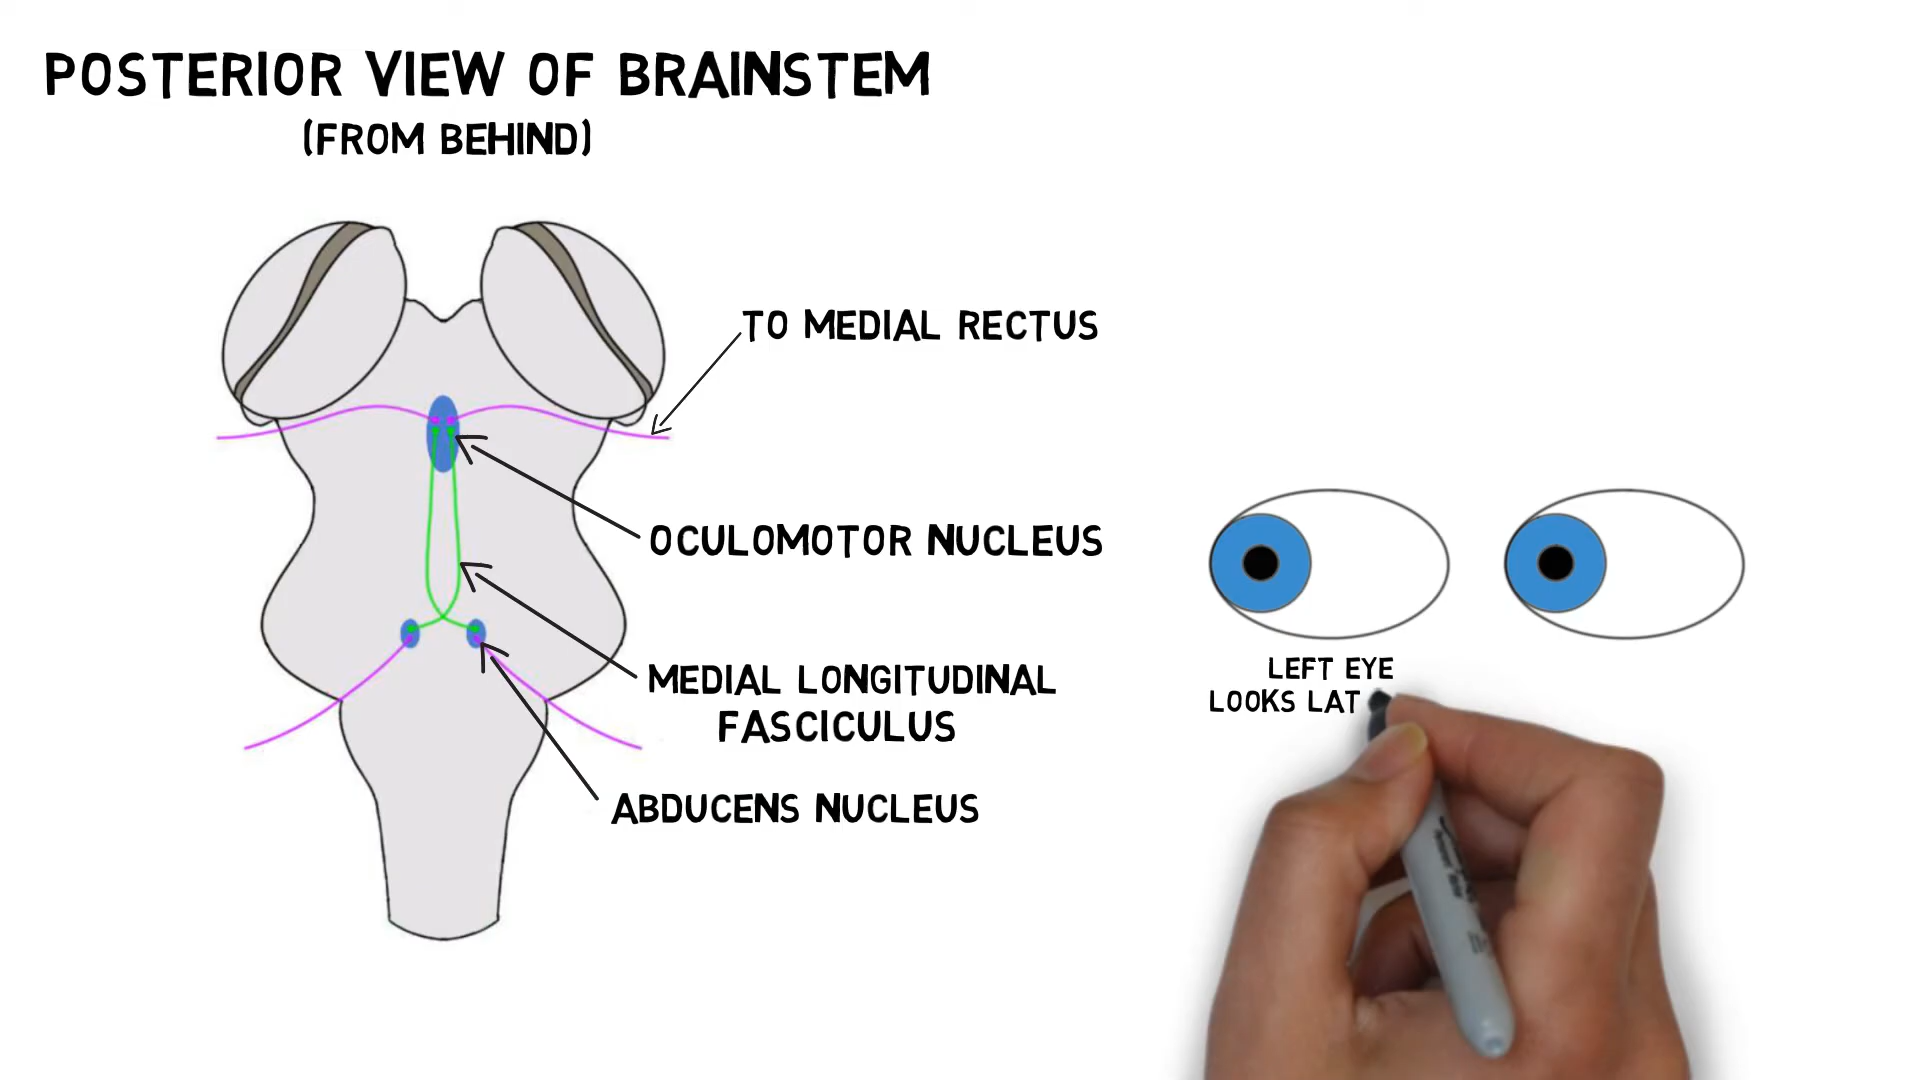 POSTERIOR VIEW OF BRAINSTEM
(FROM BEHIND)
TO MEDIAL RECTUS
OCULOMOTOR NUCLEUS
MEDIAL LONGITUDINAL
FASCICULUS
ABDUCENS NUCLEUS
LEFT EYE
LOOKS LAT